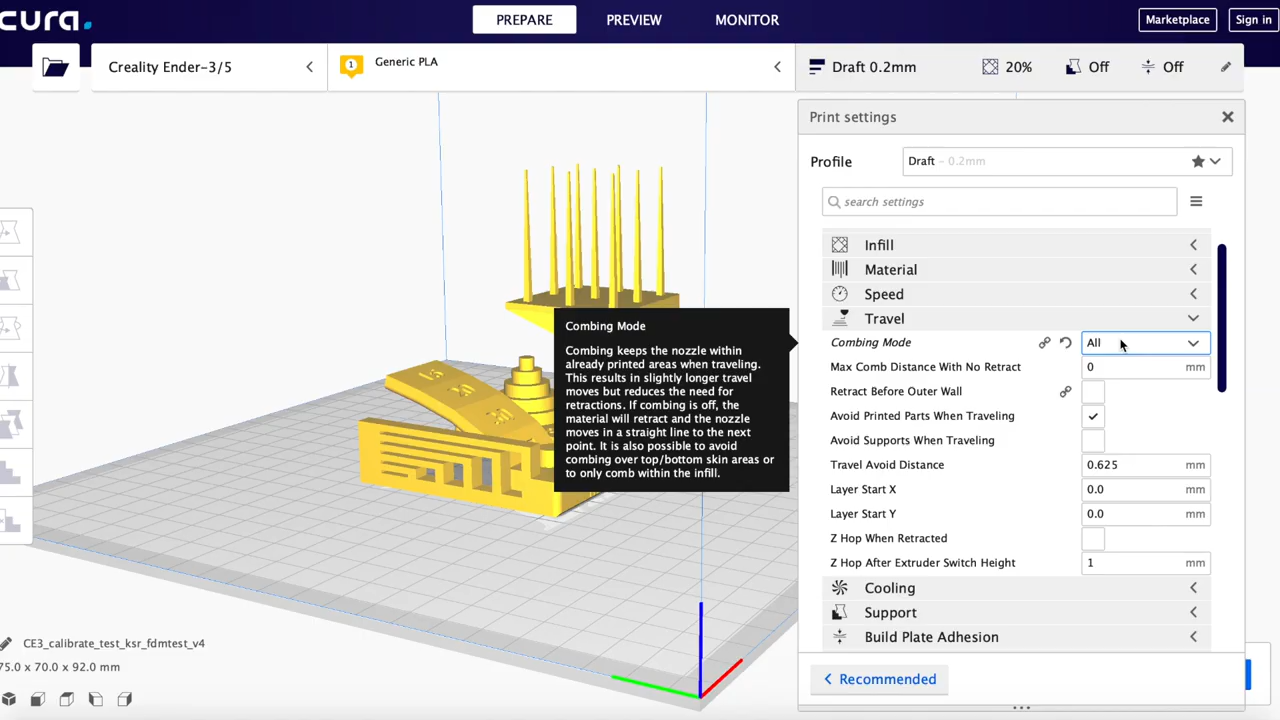 cura.
PREPARE
PREVIEW
MONITOR
Marketplace
Sign in
Creality Ender-3/5
1
Generic PLA
Draft 0.2mm
20%
Off
Off
Print settings
Profile
Draft - 0.2mm
search settings
Infill
Material
Speed
Travel
Combing Mode
All
Max Comb Distance With No Retract
0 mm
Retract Before Outer Wall
Avoid Printed Parts When Traveling
Avoid Supports When Traveling
Travel Avoid Distance
0.625 mm
Layer Start X
0.0 mm
Layer Start Y
0.0 mm
Z Hop When Retracted
Z Hop After Extruder Switch Height
1 mm
Cooling
Support
Build Plate Adhesion
Recommended
Combing Mode
Combing keeps the nozzle within
already printed areas when traveling.
This results in slightly longer travel
moves but reduces the need for
retractions. If combing is off, the
material will retract and the nozzle
moves in a straight line to the next
point. It is also possible to avoid
combing over top/bottom skin areas or
to only comb within the infill.
CE3_calibrate_test_ksr_fdmtest_v4
75.0 x 70.0 x 92.0 mm